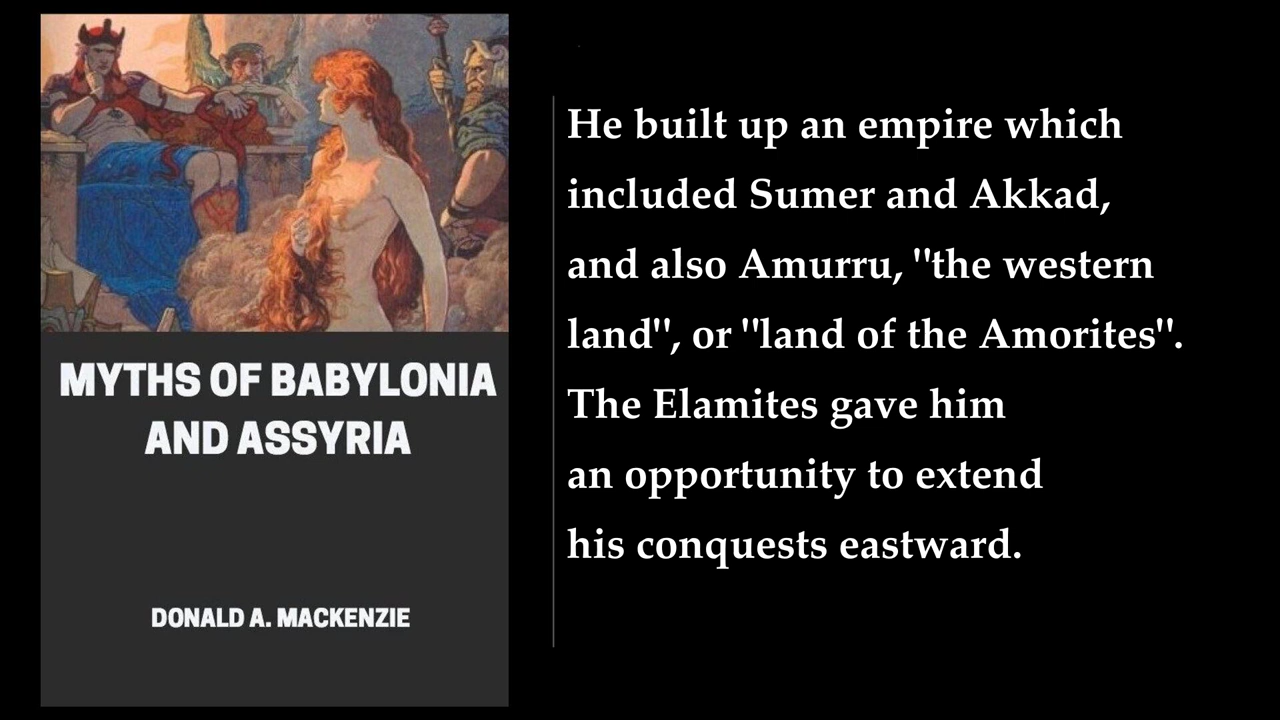 MYTHS OF BABYLONIA
AND ASSYRIA
DONALD A. MACKENZIE
He built up an empire which
included Sumer and Akkad,
and also Amurru, "the western
land", or "land of the Amorites".
The Elamites gave him
an opportunity to extend
his conquests eastward.